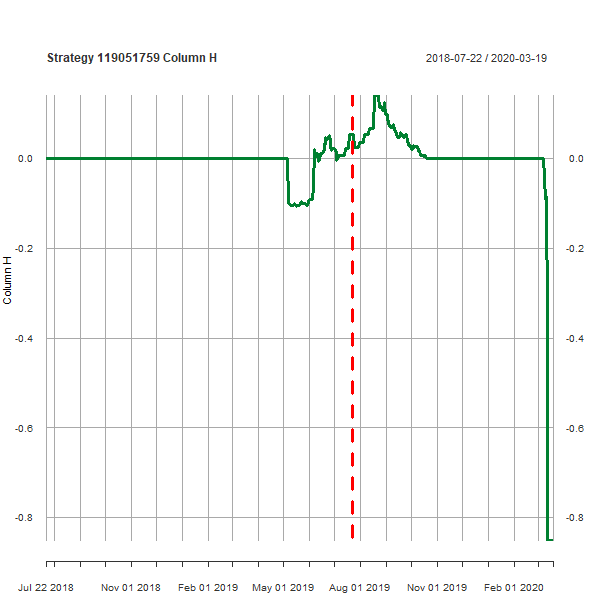 Strategy 119051759 Column H
2018-07-22 / 2020-03-19
0.0
0.0
-0.2
-0.2
Column H
-0.4
-0.4
-0.6
-0.6
-0.8
-0.8
Jul 22 2018
Nov 01 2018
Feb 01 2019
May 01 2019
Aug 01 2019
Nov 01 2019
Feb 01 2020